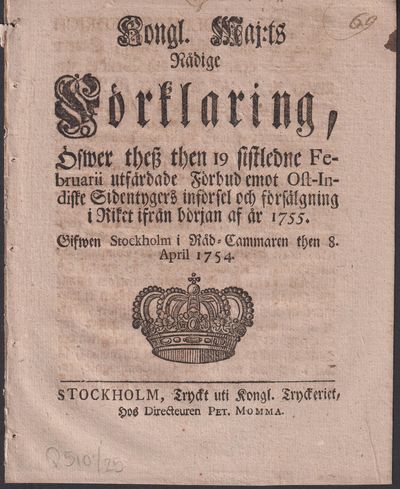 69
Kongl. Maj:ts
Nådige
Förklaring,
Öfwer theß then 19 sistledne Fe-
bruarii utfärdade Förbud emot Ost-In-
diske Sidentygers införsel och försälgning
i Riket ifrån början af år 1755.
Gifwen Stockholm i Råd-Cammaren then 8.
April 1754.
STOCKHOLM, Tryckt uti Kongl. Tryckeriet,
Hos Directeuren PET. MOMMA.